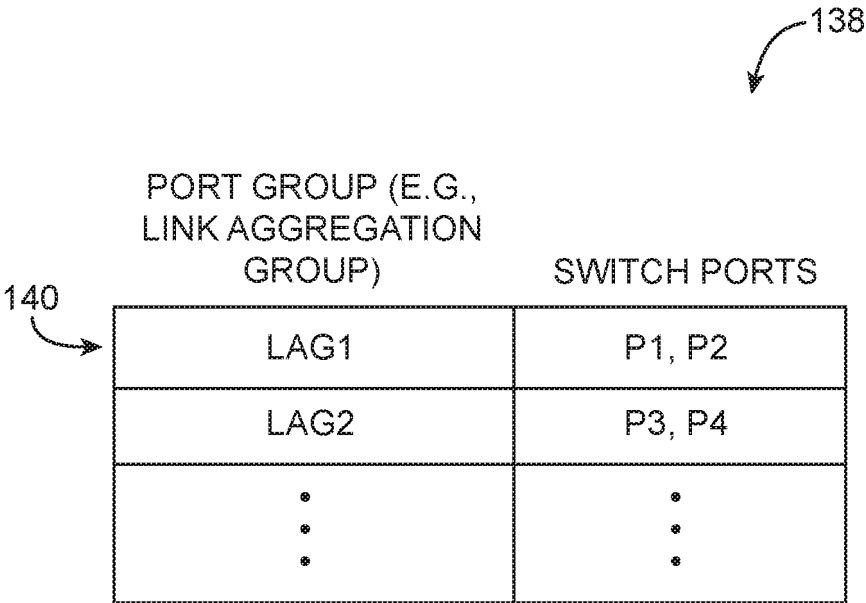 138
PORT GROUP (E.G.,
LINK AGGREGATION
GROUP)
SWITCH PORTS
140
LAG1
P1, P2
LAG2
P3, P4